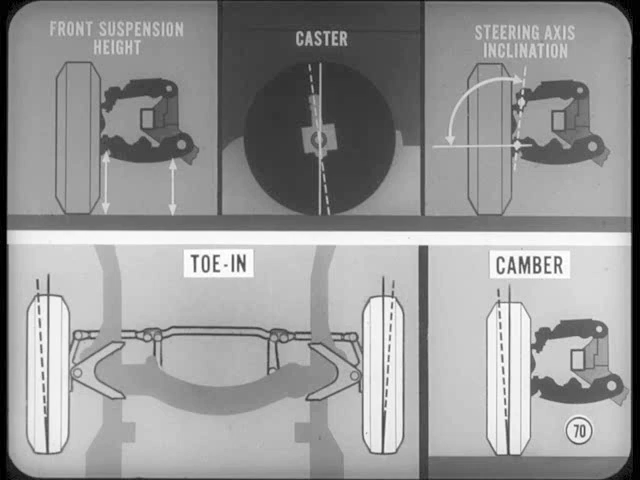 FRONT SUSPENSION
HEIGHT
CASTER
STEERING AXIS
INCLINATION
TOE-IN
CAMBER
70